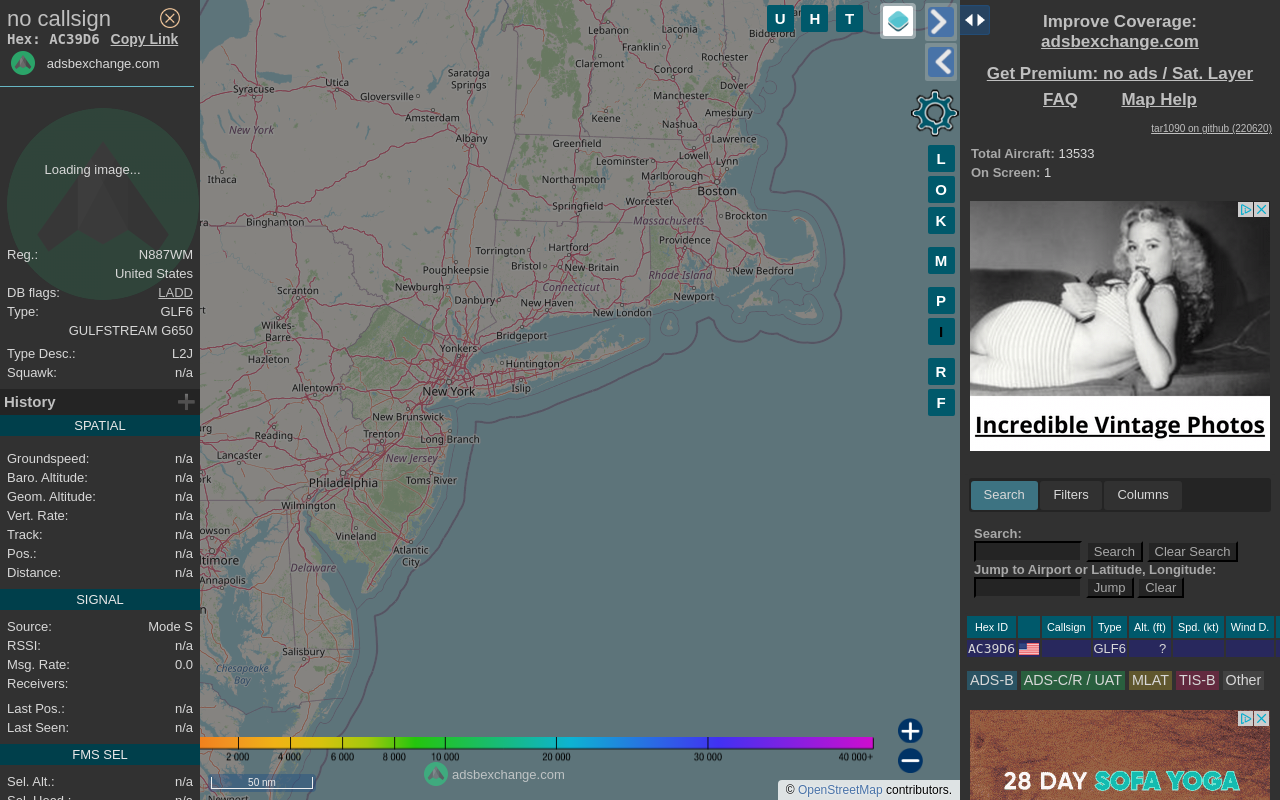 no callsign
Hex: AC39D6 Copy Link
adsbexchange.com
Loading image...
Reg.: N887WM
United States
DB flags: LADD
Type: GLF6
GULFSTREAM G650
Type Desc.: L2J
Squawk: n/a
History
SPATIAL
Groundspeed: n/a
Baro. Altitude: n/a
Geom. Altitude: n/a
Vert. Rate: n/a
Track: n/a
Pos.: n/a
Distance: n/a
SIGNAL
Source: Mode S
RSSI: n/a
Msg. Rate: 0.0
Receivers:
Last Pos.: n/a
Last Seen: n/a
FMS SEL
Sel. Alt.: n/a
U H T
L
O
K
M
P
I
R
F
Lebanon
Laconia
Franklin
Biddeford
Claremont
Rochester
Concord
Saratoga
Springs
Dover
Utica
Syracuse
Gloversville
Manchester
Amesbury
Keene
Amsterdam
Nashua
New York
Albany
Lawrence
Greenfield
Lowell
Leominster
Lynn
Ithaca
Northampton
Marlborough
Boston
Worcester
Springfield
Brockton
Binghamton
Massachusetts
Providence
Hartford
Torrington
Bristol
New Britain
New Bedford
Poughkeepsie
Rhode Island
Connecticut
Newburgh
Scranton
Newport
Danbury
New Haven
New London
Wilkes-
Barre
Bridgeport
Yonkers
Hazleton
Huntington
Allentown
New York
Islip
New Brunswick
Reading
Trenton
Long Branch
Lancaster
New Jersey
Philadelphia
Toms River
Wilmington
Vineland
Atlantic
City
Delaware
Annapolis
Salisbury
Chesapeake
Bay
2 000 4 000 6 000 8 000 10 000 20 000 30 000 40 000+
50 nm
adsbexchange.com
© OpenStreetMap contributors.
Improve Coverage:
adsbexchange.com
Get Premium: no ads / Sat. Layer
FAQ Map Help
tar1090 on github (220620)
Total Aircraft: 13533
On Screen: 1
Incredible Vintage Photos
Search Filters Columns
Search:
Search Clear Search
Jump to Airport or Latitude, Longitude:
Jump Clear
Hex ID Callsign Type Alt. (ft) Spd. (kt) Wind D.
AC39D6 GLF6 ?
ADS-B ADS-C/R / UAT MLAT TIS-B Other
28 DAY SOFA YOGA